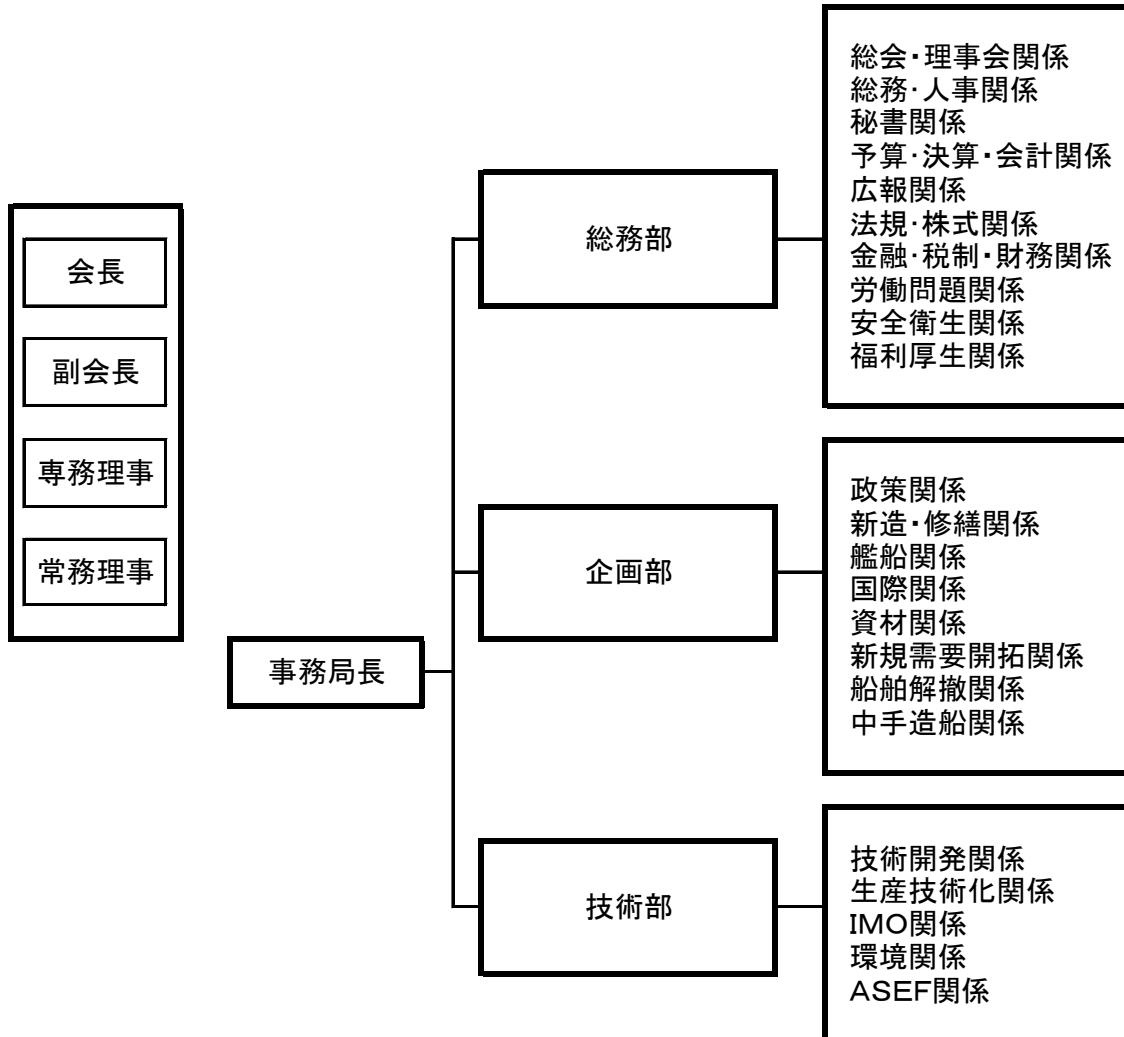 会長
副会長
専務理事
常務理事
事務局長
総務部
総会・理事会関係
総務・人事関係
秘書関係
予算・決算・会計関係
広報関係
法規・株式関係
金融・税制・財務関係
労働問題関係
安全衛生関係
福利厚生関係
企画部
政策関係
新造・修繕関係
艦船関係
国際関係
資材関係
新規需要開拓関係
船舶解撤関係
中手造船関係
技術部
技術開発関係
生産技術化関係
IMO関係
環境関係
ASEF関係